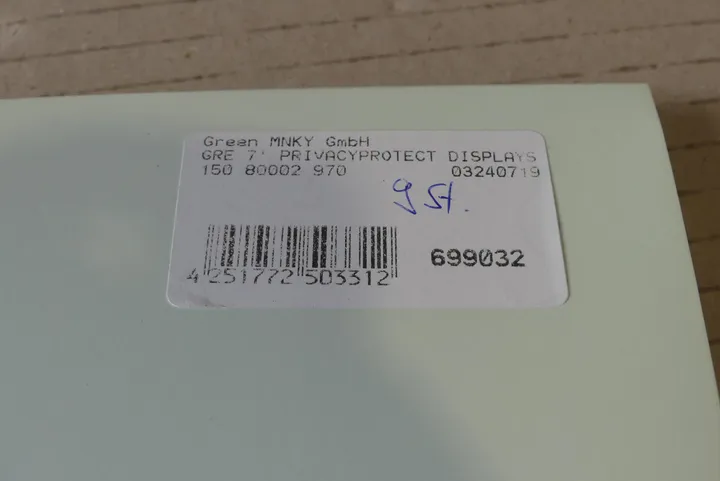 Green MNKY GmbH
GRE 7' PRIVACYPROTECT DISPLAYS
150 80002 970 03240719
9 St.
699032
4 251772 503312